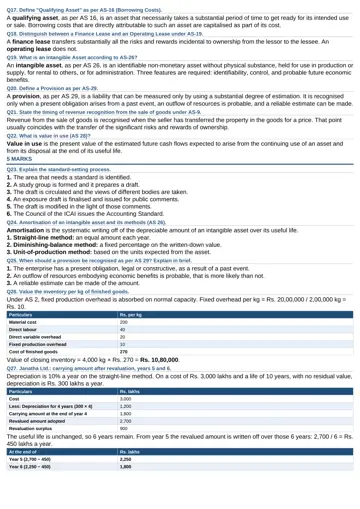 Q17. Define "Qualifying Asset" as per AS-16 (Borrowing Costs).
A qualifying asset, as per AS 16, is an asset that necessarily takes a substantial period of time to get ready for its intended use
or sale. Borrowing costs that are directly attributable to such an asset are capitalised as part of its cost.
Q18. Distinguish between a Finance Lease and an Operating Lease under AS-19.
A finance lease transfers substantially all the risks and rewards incidental to ownership from the lessor to the lessee. An
operating lease does not.
Q19. What is an Intangible Asset according to AS-26?
An intangible asset, as per AS 26, is an identifiable non-monetary asset without physical substance, held for use in production or
supply, for rental to others, or for administration. Three features are required: identifiability, control, and probable future economic
benefits.
Q20. Define a Provision as per AS-29.
A provision, as per AS 29, is a liability that can be measured only by using a substantial degree of estimation. It is recognised
only when a present obligation arises from a past event, an outflow of resources is probable, and a reliable estimate can be made.
Q21. State the timing of revenue recognition from the sale of goods under AS-9.
Revenue from the sale of goods is recognised when the seller has transferred the property in the goods for a price. That point
usually coincides with the transfer of the significant risks and rewards of ownership.
Q22. What is value in use (AS 28)?
Value in use is the present value of the estimated future cash flows expected to arise from the continuing use of an asset and
from its disposal at the end of its useful life.
5 MARKS
Q23. Explain the standard-setting process.
1. The area that needs a standard is identified.
2. A study group is formed and it prepares a draft.
3. The draft is circulated and the views of different bodies are taken.
4. An exposure draft is finalised and issued for public comments.
5. The draft is modified in the light of those comments.
6. The Council of the ICAI issues the Accounting Standard.
Q24. Amortisation of an intangible asset and its methods (AS 26).
Amortisation is the systematic writing off of the depreciable amount of an intangible asset over its useful life.
1. Straight-line method: an equal amount each year.
2. Diminishing-balance method: a fixed percentage on the written-down value.
3. Unit-of-production method: based on the units expected from the asset.
Q25. When should a provision be recognised as per AS 29? Explain in brief.
1. The enterprise has a present obligation, legal or constructive, as a result of a past event.
2. An outflow of resources embodying economic benefits is probable, that is more likely than not.
3. A reliable estimate can be made of the amount.
Q26. Value the inventory per kg of finished goods.
Under AS 2, fixed production overhead is absorbed on normal capacity. Fixed overhead per kg = Rs. 20,00,000 / 2,00,000 kg =
Rs. 10.
Particulars Rs. per kg
Material cost 200
Direct labour 40
Direct variable overhead 20
Fixed production overhead 10
Cost of finished goods 270
Value of closing inventory = 4,000 kg × Rs. 270 = Rs. 10,80,000.
Q27. Janatha Ltd.: carrying amount after revaluation, years 5 and 6.
Depreciation is 10% a year on the straight-line method. On a cost of Rs. 3,000 lakhs and a life of 10 years, with no residual value,
depreciation is Rs. 300 lakhs a year.
Particulars Rs. lakhs
Cost 3,000
Less: Depreciation for 4 years (300 × 4) 1,200
Carrying amount at the end of year 4 1,800
Revalued amount adopted 2,700
Revaluation surplus 900
The useful life is unchanged, so 6 years remain. From year 5 the revalued amount is written off over those 6 years: 2,700 / 6 = Rs.
450 lakhs a year.
At the end of Rs. lakhs
Year 5 (2,700 − 450) 2,250
Year 6 (2,250 − 450) 1,800